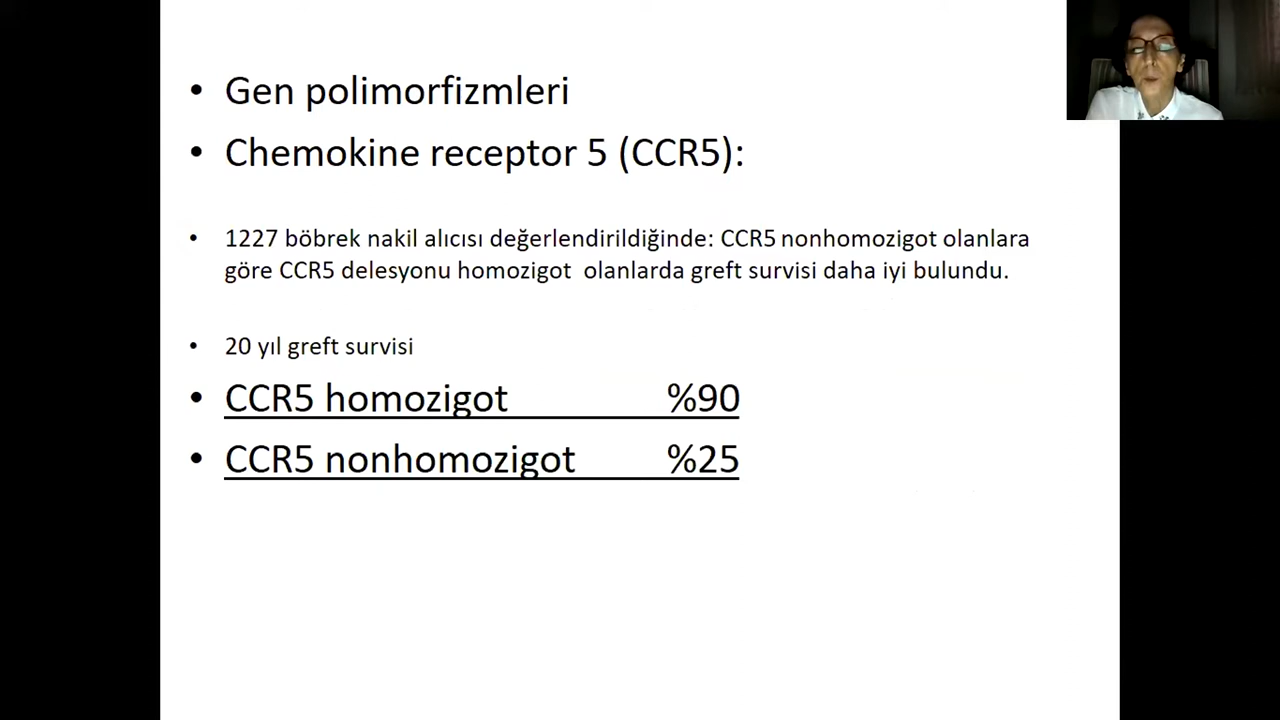 • Gen polimorfizmleri
• Chemokine receptor 5 (CCR5):
• 1227 böbrek nakil alıcısı değerlendirildiğinde: CCR5 nonhomozigot olanlara
göre CCR5 delesyonu homozigot olanlarda greft survisi daha iyi bulundu.
• 20 yıl greft survisi
• CCR5 homozigot %90
• CCR5 nonhomozigot %25